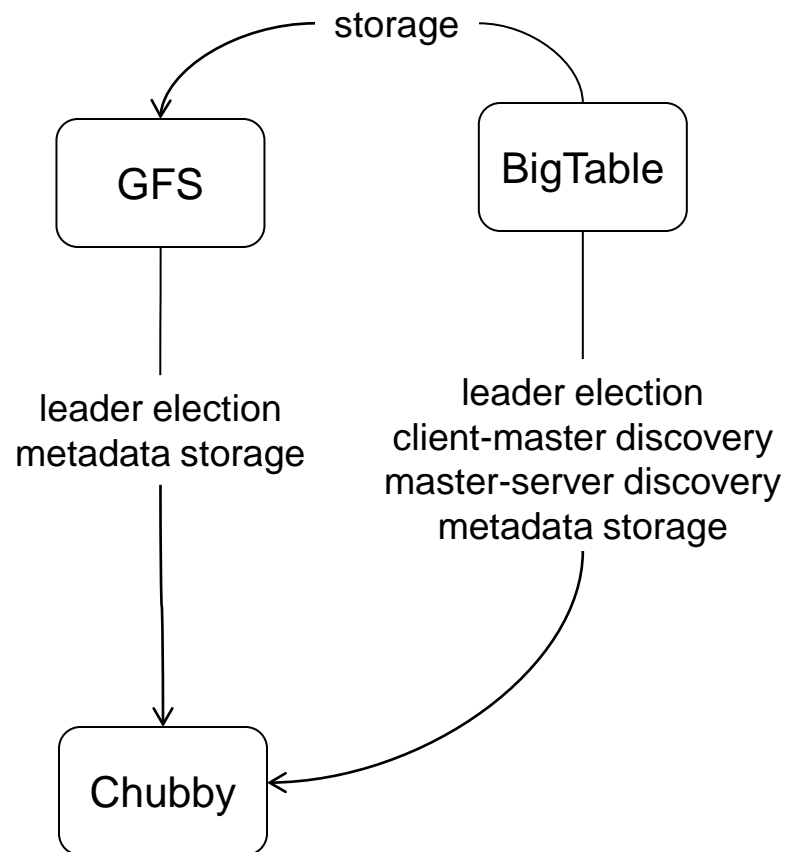 storage
GFS
BigTable
leader election
metadata storage
leader election
client-master discovery
master-server discovery
metadata storage
Chubby